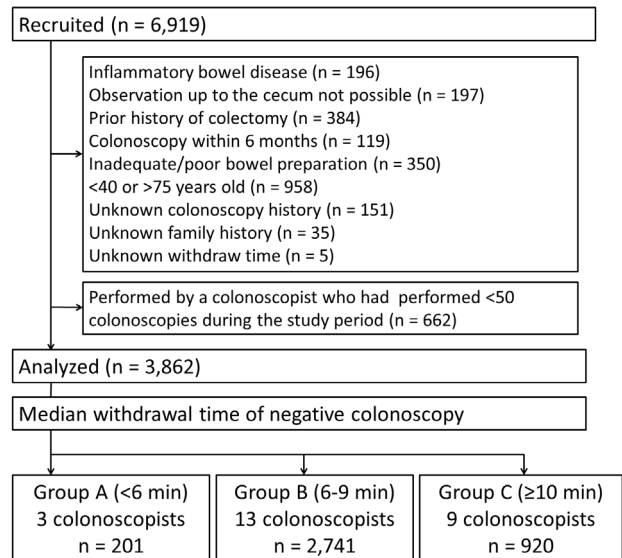 Recruited (n = 6,919)
Inflammatory bowel disease (n = 196)
Observation up to the cecum not possible (n = 197)
Prior history of colectomy (n = 384)
Colonoscopy within 6 months (n = 119)
Inadequate/poor bowel preparation (n = 350)
<40 or >75 years old (n = 958)
Unknown colonoscopy history (n = 151)
Unknown family history (n = 35)
Unknown withdraw time (n = 5)
Performed by a colonoscopist who had performed <50
colonoscopies during the study period (n = 662)
Analyzed (n = 3,862)
Median withdrawal time of negative colonoscopy
Group A (<6 min)
3 colonoscopists
n = 201
Group B (6-9 min)
13 colonoscopists
n = 2,741
Group C (≥10 min)
9 colonoscopists
n = 920